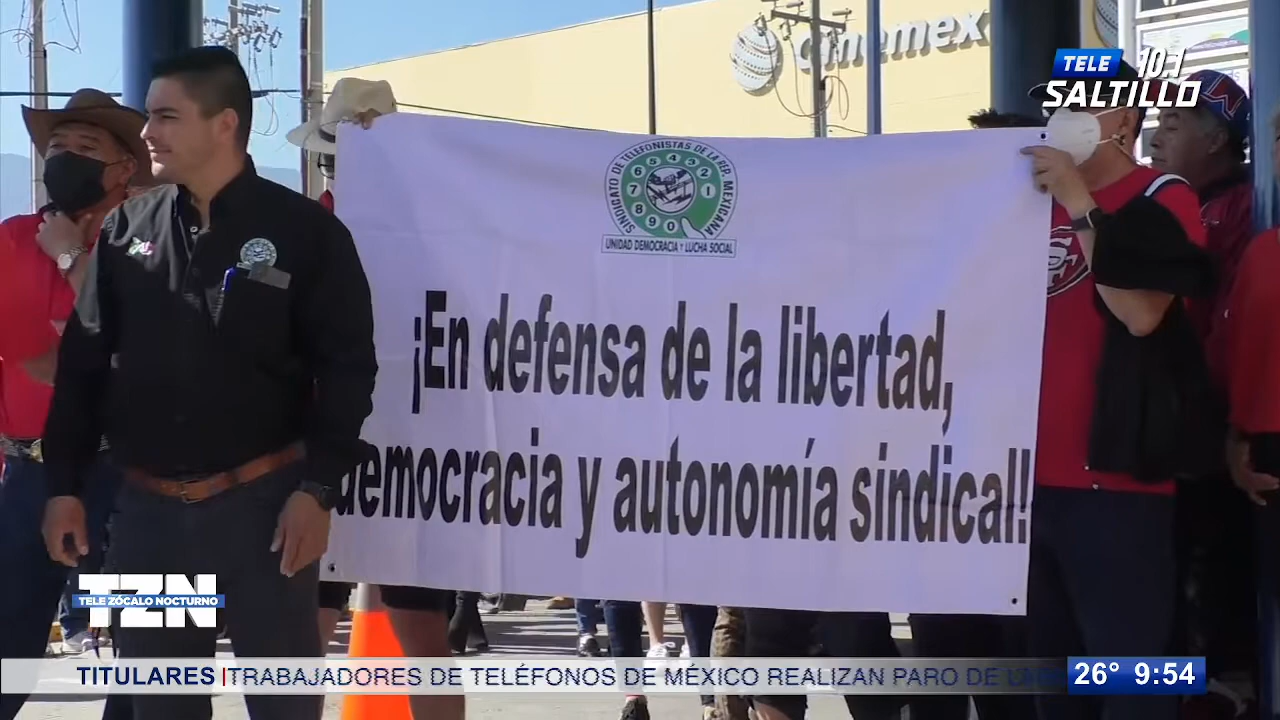 Cinemex
TELE 10.1
SALTILLO
SINDICATO DE TELEFONISTAS DE LA REP. MEXICANA
5 4 3 2 1 6 7 8 9 0
UNIDAD DEMOCRACIA Y LUCHA SOCIAL
¡En defensa de la libertad,
democracia y autonomía sindical!
TZN
TELE ZÓCALO NOCTURNO
TITULARES | TRABAJADORES DE TELÉFONOS DE MÉXICO REALIZAN PARO DE
26° 9:54